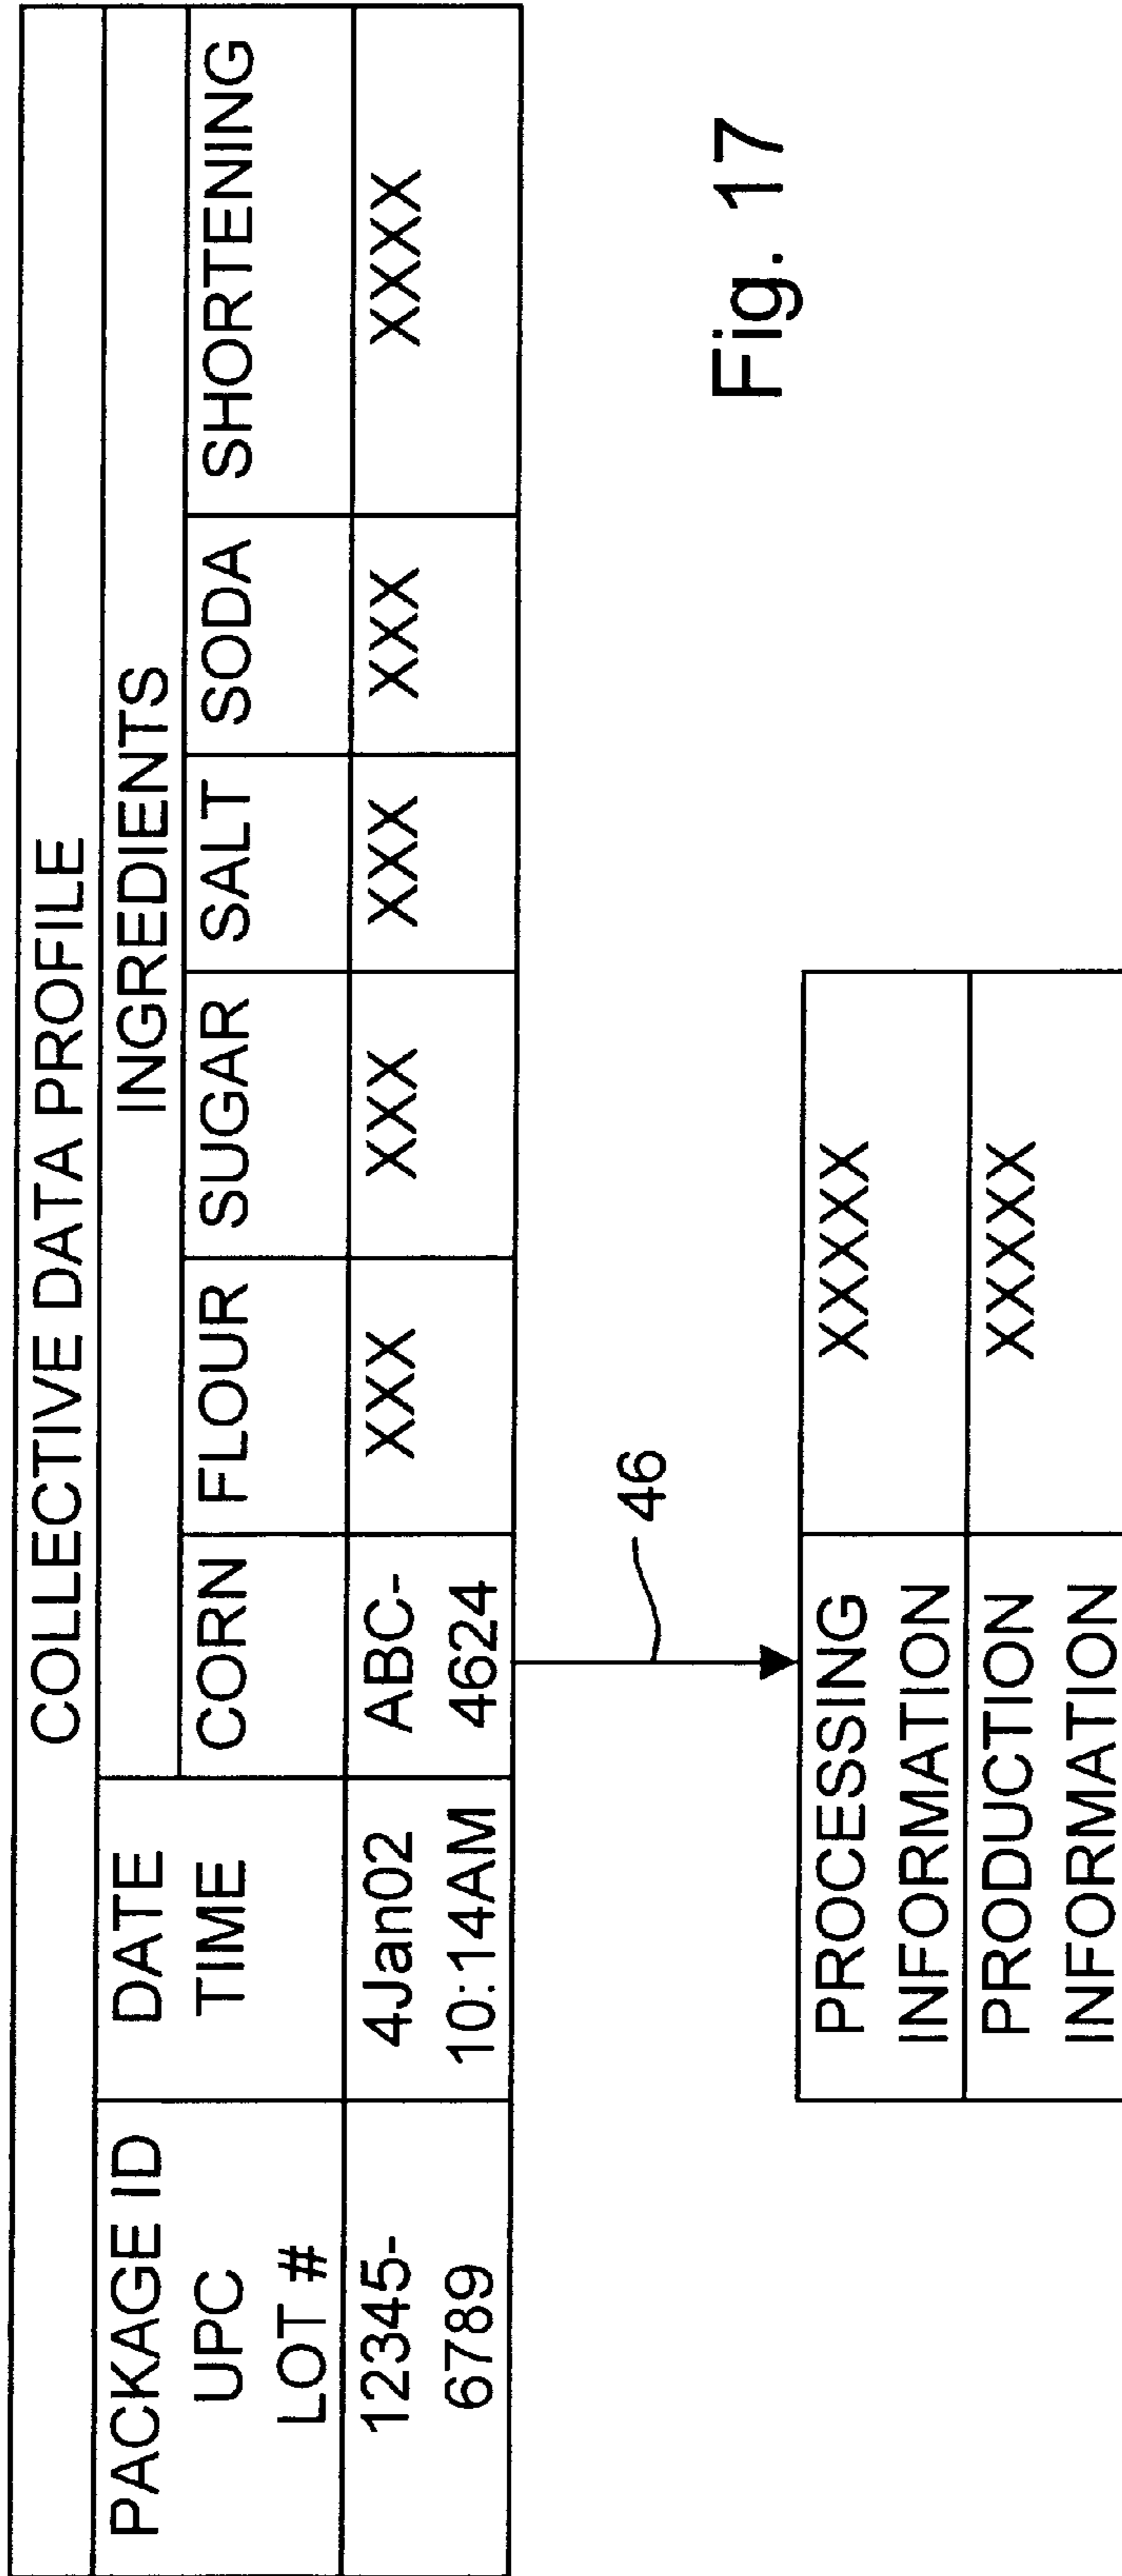 COLLECTIVE DATA PROFILE
PACKAGE ID
UPC
LOT #
DATE
TIME
INGREDIENTS
CORN
FLOUR
SUGAR
SALT
SODA
SHORTENING
12345-
6789
4Jan02
10:14AM
ABC-
4624
XXX
XXX
XXX
XXX
XXXX
46
PROCESSING
INFORMATION
XXXXX
PRODUCTION
INFORMATION
XXXXX
Fig. 17